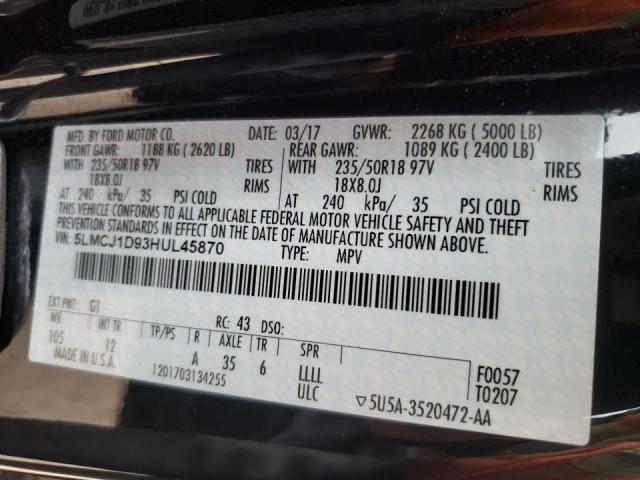 MFD. BY FORD MOTOR CO.
DATE: 03/17 GVWR: 2268 KG ( 5000 LB)
FRONT GAWR: 1188 KG ( 2620 LB)
REAR GAWR: 1089 KG ( 2400 LB)
WITH 235/50R18 97V TIRES
WITH 235/50R18 97V TIRES
18X8.0J RIMS
18X8.0J RIMS
AT 240 kPa/ 35 PSI COLD
AT 240 kPa/ 35 PSI COLD
THIS VEHICLE CONFORMS TO ALL APPLICABLE FEDERAL MOTOR VEHICLE SAFETY AND THEFT
PREVENTION STANDARDS IN EFFECT ON THE DATE OF MANUFACTURE SHOWN ABOVE.
VIN: 5LMCJ1D93HUL45870
TYPE: MPV
EXT PNT: G1 RC: 43 DSO:
WB INT TR TP/PS R AXLE TR SPR
105 12 A 35 6 LLLL F0057
MADE IN U.S.A. 1201703134255 ULC T0207
▽5U5A-3520472-AA